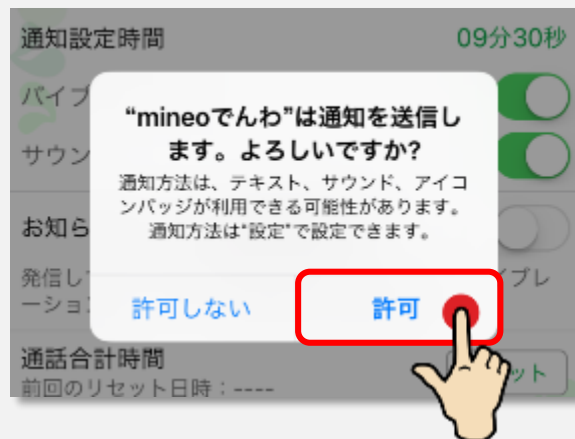 通知設定時間 09分30秒
バイブ
サウン
“mineoでんわ”は通知を送信し
ます。よろしいですか?
通知方法は、テキスト、サウンド、アイコ
ンバッジが利用できる可能性があります。
通知方法は“設定”で設定できます。
お知ら
発信し イブレ
ーション
許可しない 許可
通話合計時間 ット
前回のリセット日時:----